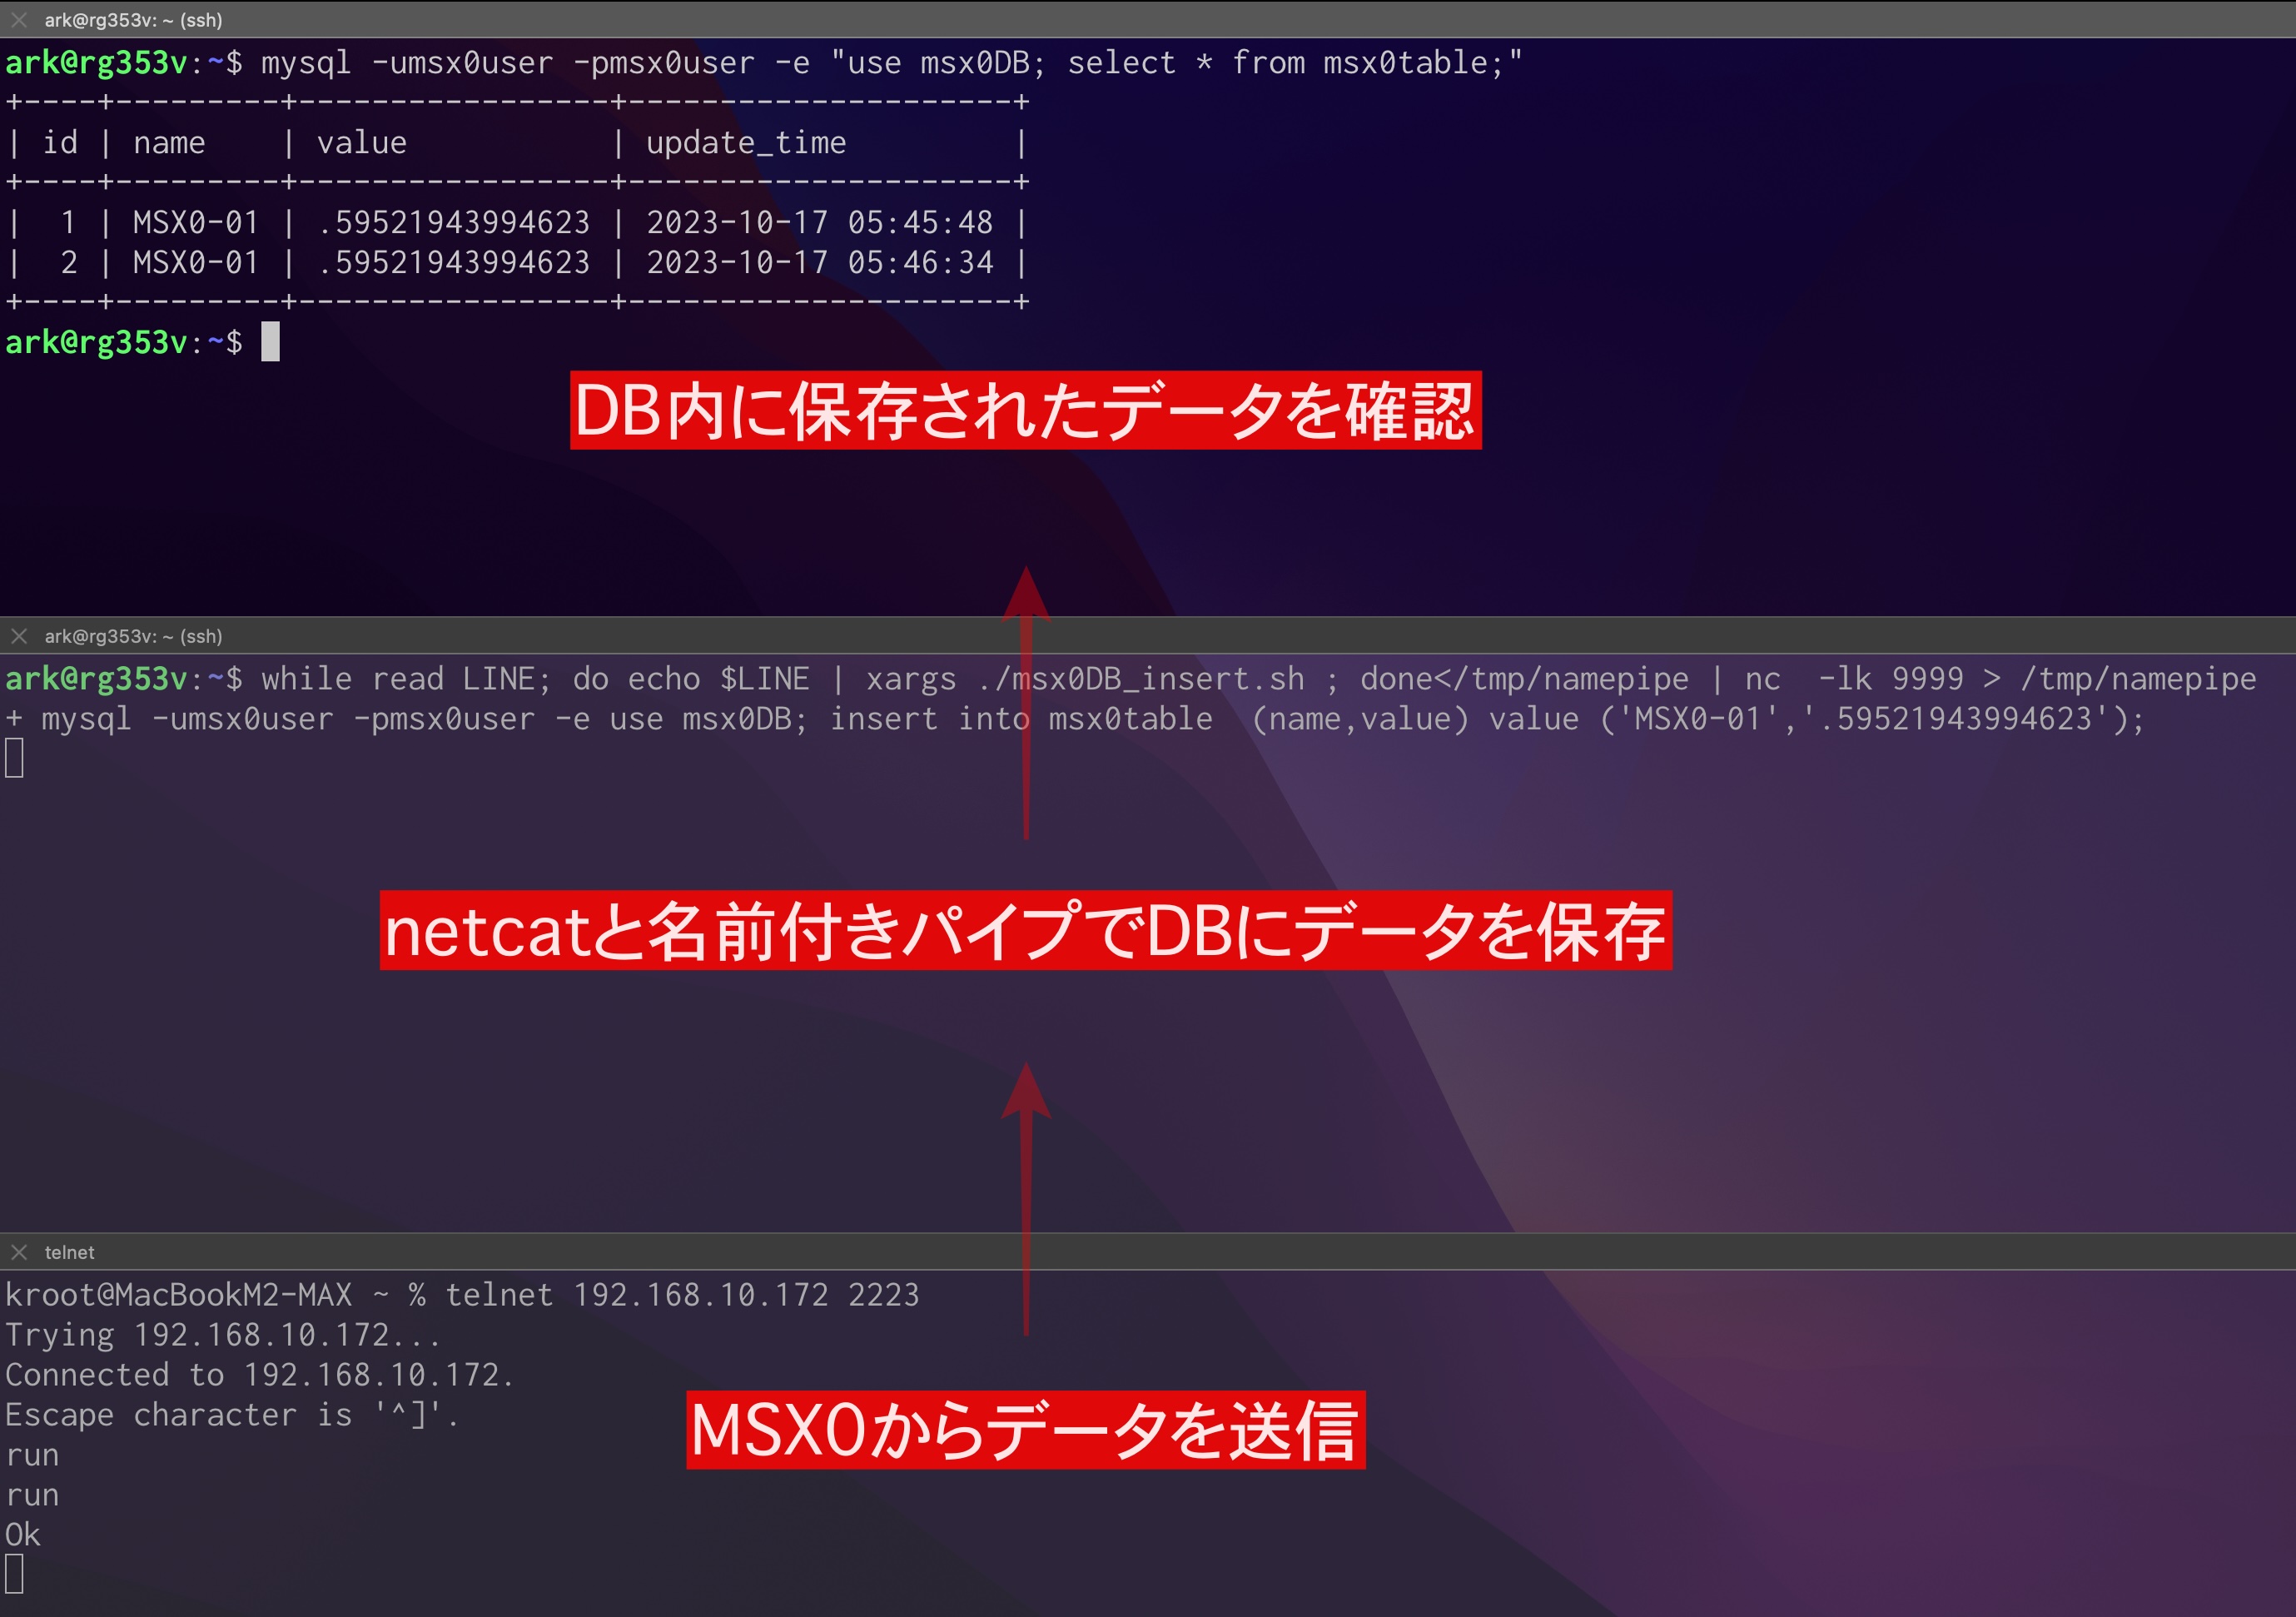 ark@rg353v: ~ (ssh)
ark@rg353v:~$ mysql -umsx0user -pmsx0user -e "use msx0DB; select * from msx0table;"
+----+---------+-----------------+---------------------+
| id | name    | value           | update_time         |
+----+---------+-----------------+---------------------+
|  1 | MSX0-01 | .59521943994623 | 2023-10-17 05:45:48 |
|  2 | MSX0-01 | .59521943994623 | 2023-10-17 05:46:34 |
+----+---------+-----------------+---------------------+
ark@rg353v:~$
DB内に保存されたデータを確認
ark@rg353v: ~ (ssh)
ark@rg353v:~$ while read LINE; do echo $LINE | xargs ./msx0DB_insert.sh ; done</tmp/namepipe | nc  -lk 9999 > /tmp/namepipe
+ mysql -umsx0user -pmsx0user -e use msx0DB; insert into msx0table  (name,value) value ('MSX0-01','.59521943994623');
netcatと名前付きパイプでDBにデータを保存
telnet
kroot@MacBookM2-MAX ~ % telnet 192.168.10.172 2223
Trying 192.168.10.172...
Connected to 192.168.10.172.
Escape character is '^]'.
MSX0からデータを送信
run
run
Ok